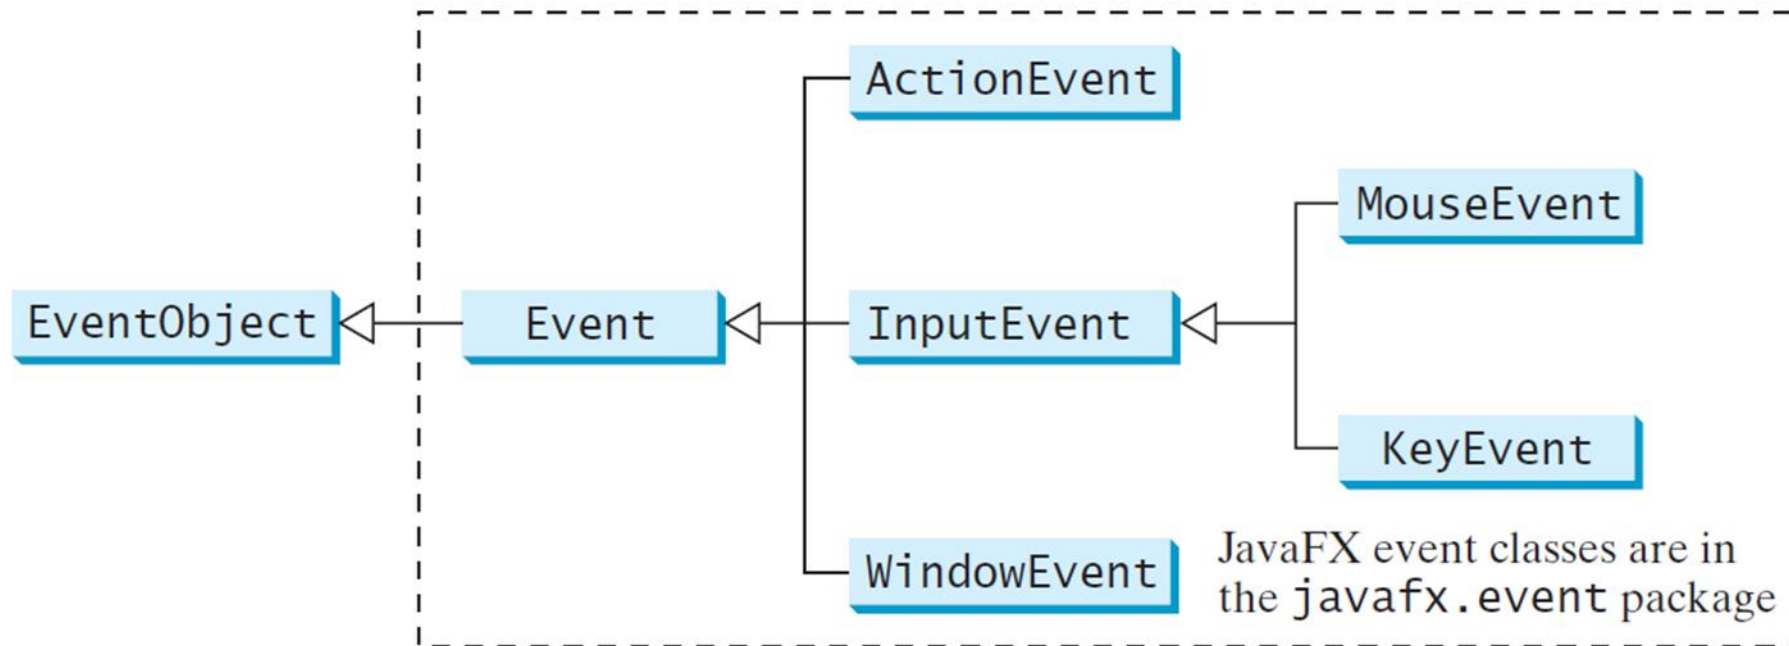 ActionEvent
MouseEvent
EventObject
Event
InputEvent
KeyEvent
WindowEvent
JavaFX event classes are in
the javafx.event package